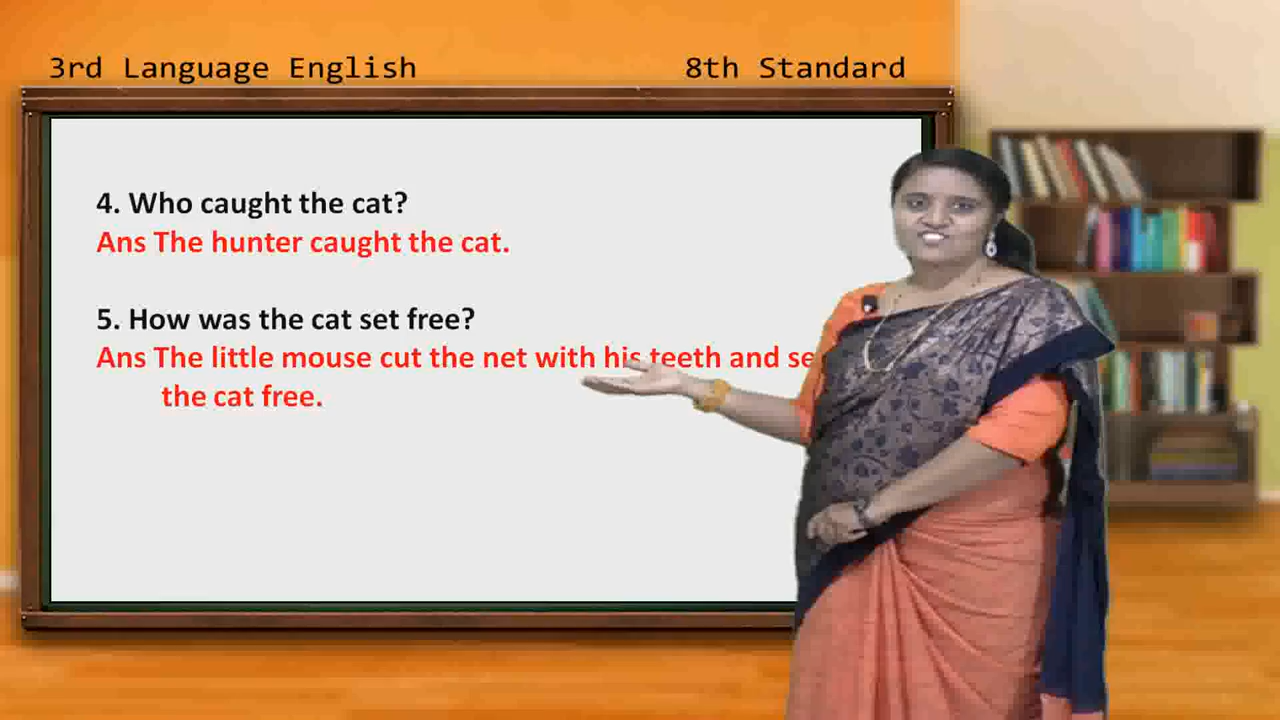 3rd Language English 8th Standard
4. Who caught the cat?
Ans The hunter caught the cat.
5. How was the cat set free?
Ans The little mouse cut the net with his teeth and
the cat free.